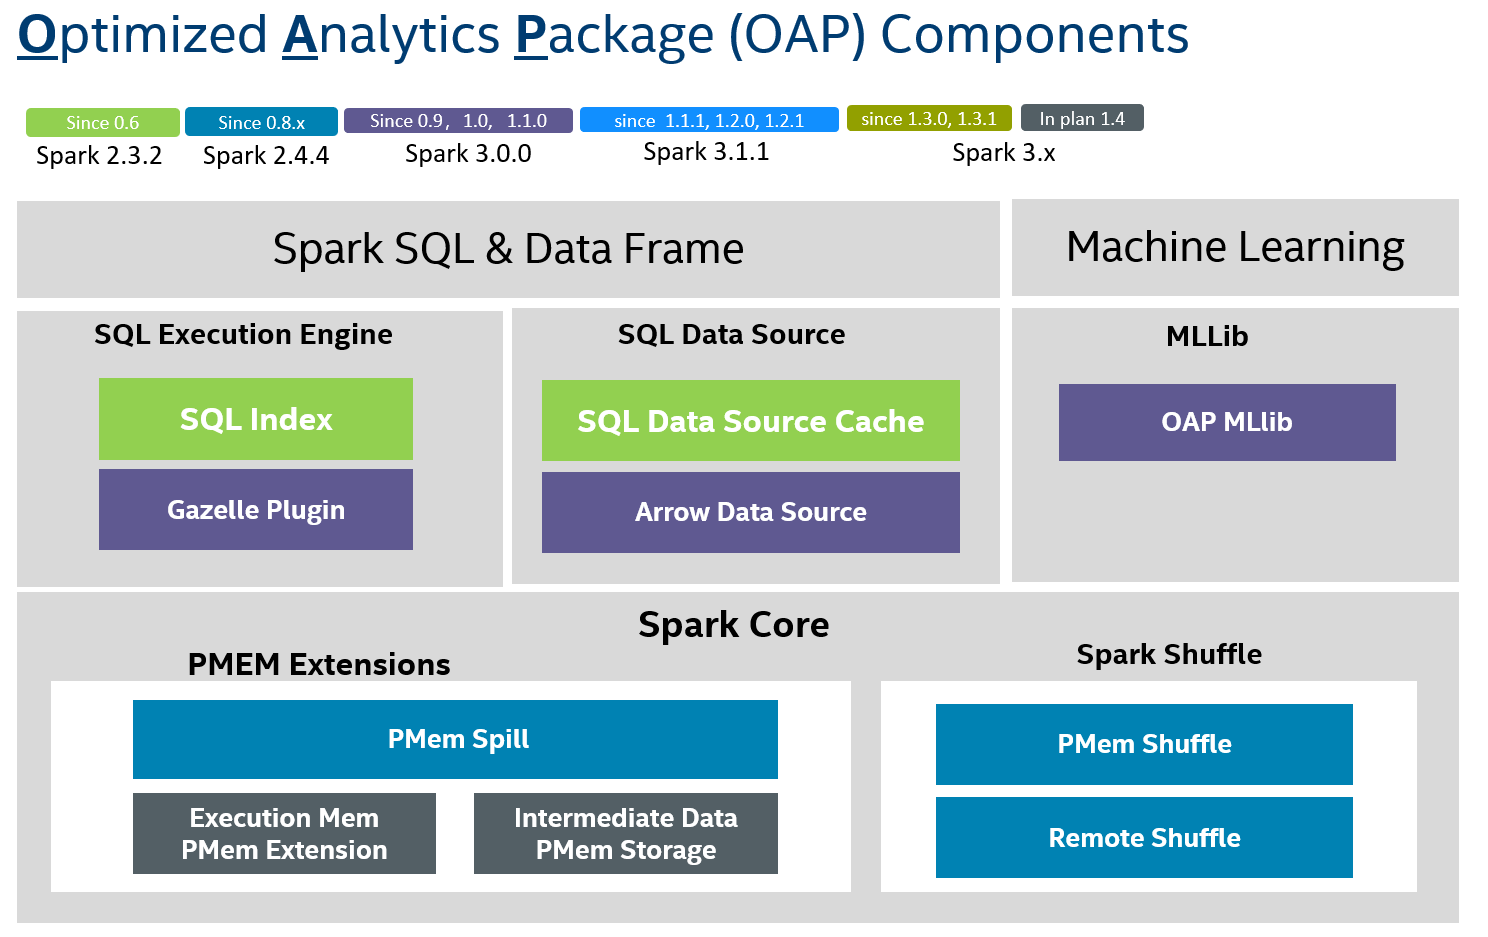 Optimized Analytics Package (OAP) Components
Since 0.6
Since 0.8.x
Since 0.9, 1.0, 1.1.0
since 1.1.1, 1.2.0, 1.2.1
since 1.3.0, 1.3.1
In plan 1.4
Spark 2.3.2
Spark 2.4.4
Spark 3.0.0
Spark 3.1.1
Spark 3.x
Spark SQL & Data Frame
Machine Learning
SQL Execution Engine
SQL Index
Gazelle Plugin
SQL Data Source
SQL Data Source Cache
Arrow Data Source
MLLib
OAP MLlib
Spark Core
PMEM Extensions
PMem Spill
Execution Mem
PMem Extension
Intermediate Data
PMem Storage
Spark Shuffle
PMem Shuffle
Remote Shuffle